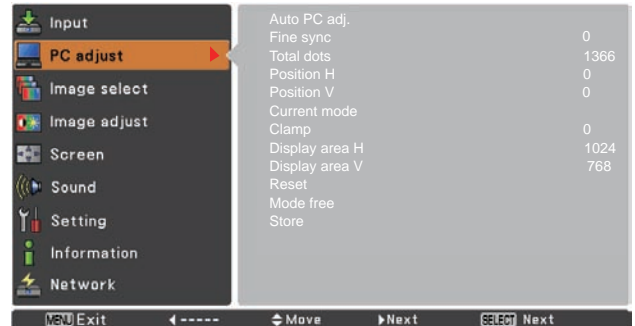 Input
PC adjust
Image select
Image adjust
Screen
Sound
Setting
Information
Network
Auto PC adj.
Fine sync 0
Total dots 1366
Position H 0
Position V 0
Current mode
Clamp 0
Display area H 1024
Display area V 768
Reset
Mode free
Store
MENU Exit ◀ ----- ◆ Move ▶ Next SELECT Next